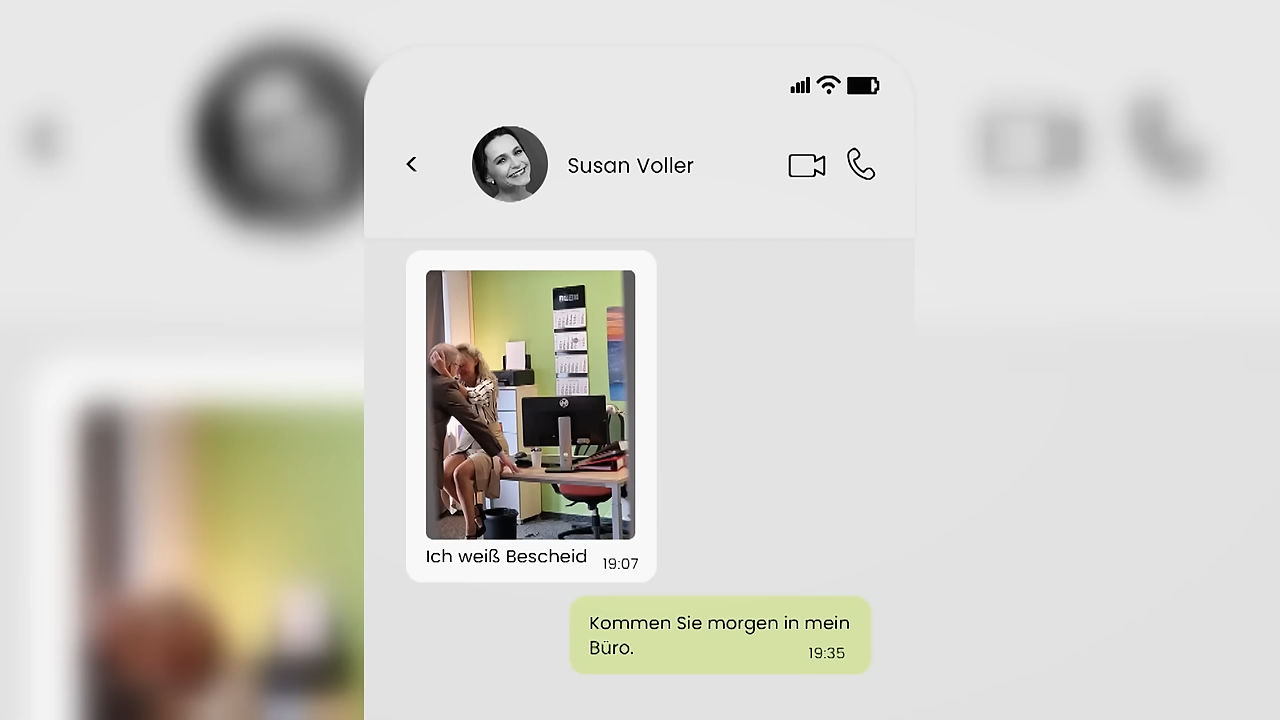 Susan Voller
Ich weiß Bescheid
19:07
Kommen Sie morgen in mein
Büro.
19:35